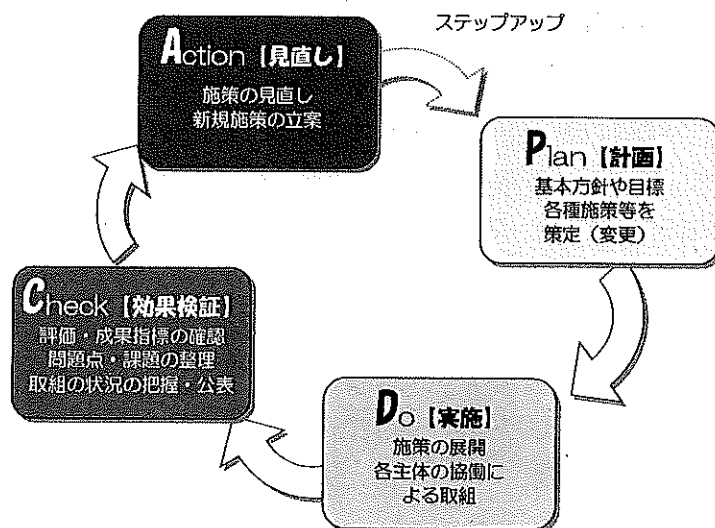 ステップアップ
Action【見直し】
施策の見直し
新規施策の立案
Plan【計画】
基本方針や目標
各種施策等を
策定（変更）
Do【実施】
施策の展開
各主体の協働に
よる取組
Check【効果検証】
評価・成果指標の確認
問題点・課題の整理
取組の状況の把握・公表